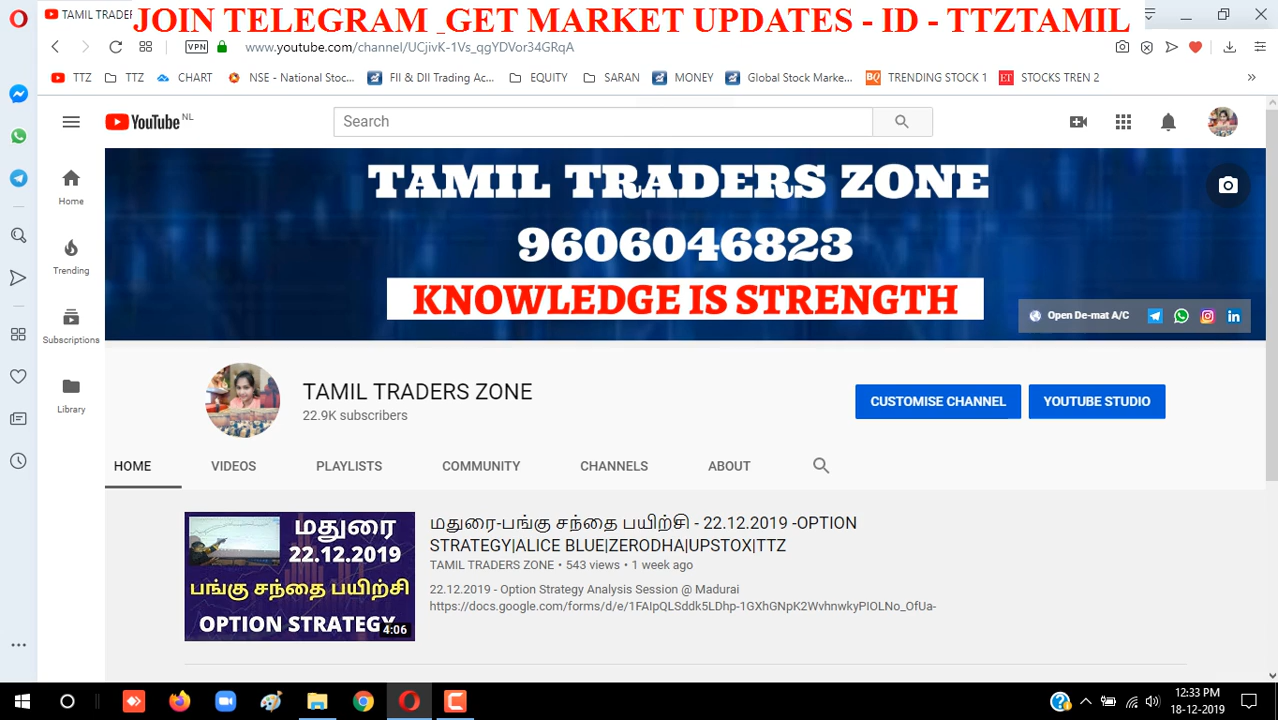 TAMIL TRADER
JOIN TELEGRAM _GET MARKET UPDATES - ID - TTZTAMIL
VPN www.youtube.com/channel/UCjivK-1Vs_qgYDVor34GRqA
TTZ TTZ CHART NSE - National Stoc... FII & DII Trading Ac... EQUITY SARAN MONEY Global Stock Marke... BQ TRENDING STOCK 1 ET STOCKS TREN 2 »
YouTube NL Search
Home
Trending
Subscriptions
Library
TAMIL TRADERS ZONE
9606046823
KNOWLEDGE IS STRENGTH
Open De-mat A/C
TAMIL TRADERS ZONE
22.9K subscribers
CUSTOMISE CHANNEL YOUTUBE STUDIO
HOME VIDEOS PLAYLISTS COMMUNITY CHANNELS ABOUT
மதுரை
22.12.2019
பங்கு சந்தை பயிற்சி
OPTION STRATEGY
4:06
மதுரை-பங்கு சந்தை பயிற்சி - 22.12.2019 -OPTION
STRATEGY|ALICE BLUE|ZERODHA|UPSTOX|TTZ
TAMIL TRADERS ZONE • 543 views • 1 week ago
22.12.2019 - Option Strategy Analysis Session @ Madurai
https://docs.google.com/forms/d/e/1FAIpQLSddk5LDhp-1GXhGNpK2WvhnwkyPIOLNo_OfUa-
12:33 PM
18-12-2019